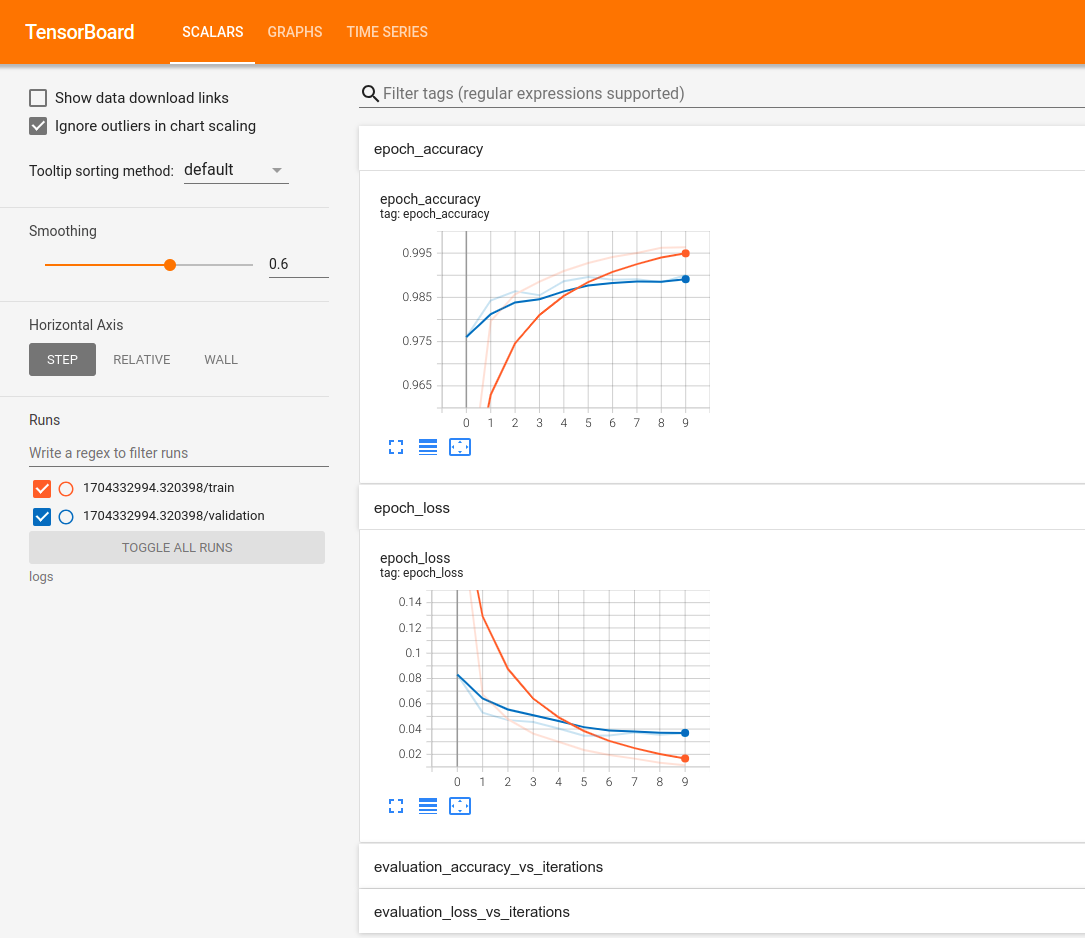 TensorBoard SCALARS GRAPHS TIME SERIES
Show data download links
Ignore outliers in chart scaling
Tooltip sorting method: default
Smoothing
0.6
Horizontal Axis
STEP RELATIVE WALL
Runs
Write a regex to filter runs
1704332994.320398/train
1704332994.320398/validation
TOGGLE ALL RUNS
logs
Filter tags (regular expressions supported)
epoch_accuracy
epoch_accuracy
tag: epoch_accuracy
0.995
0.985
0.975
0.965
0 1 2 3 4 5 6 7 8 9
epoch_loss
epoch_loss
tag: epoch_loss
0.14
0.12
0.1
0.08
0.06
0.04
0.02
0 1 2 3 4 5 6 7 8 9
evaluation_accuracy_vs_iterations
evaluation_loss_vs_iterations